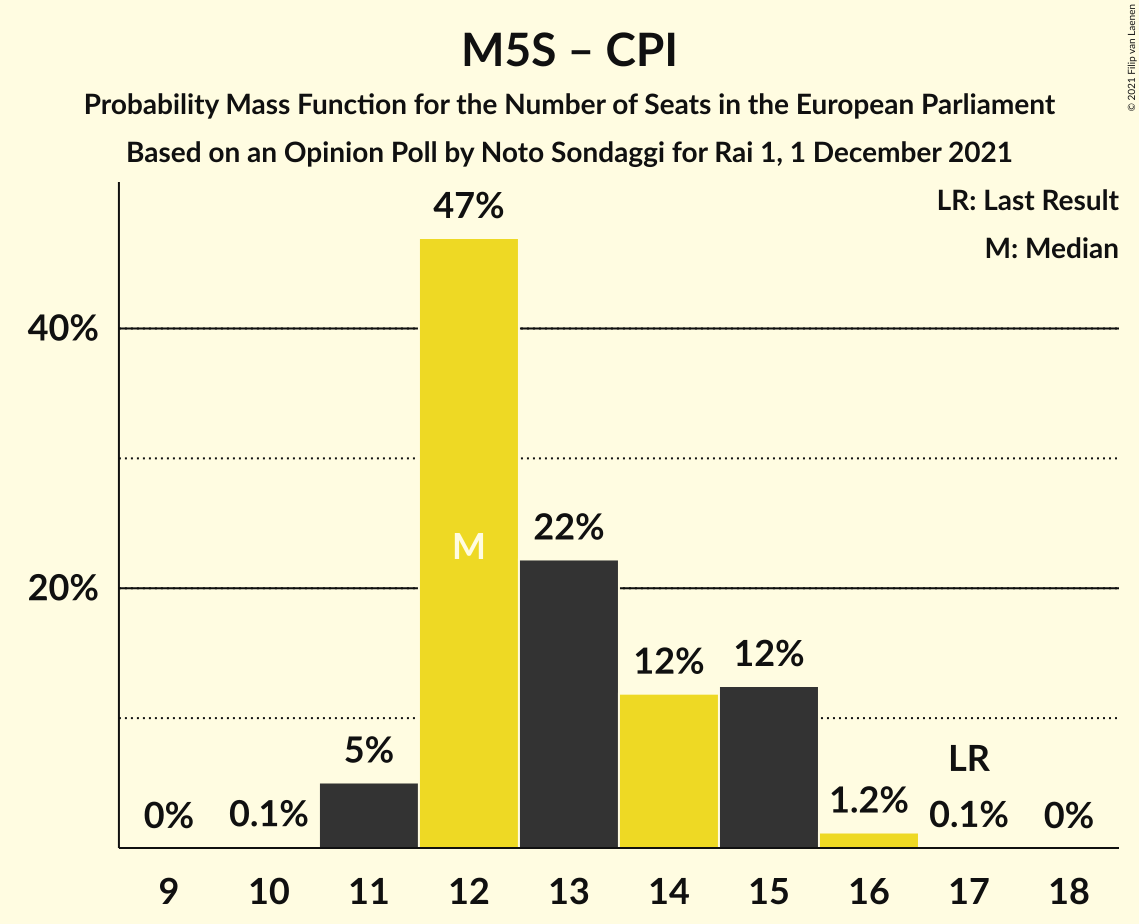 M5S – CPI
Probability Mass Function for the Number of Seats in the European Parliament
Based on an Opinion Poll by Noto Sondaggi for Rai 1, 1 December 2021
© 2021 Filip van Laenen
LR: Last Result
M: Median
47%
40%
M
22%
20%
12%
12%
5%
LR
0%
0.1%
1.2%
0.1%
0%
9 10 11 12 13 14 15 16 17 18